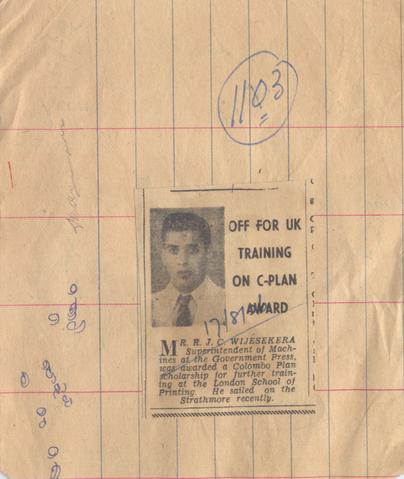 1103
OFF FOR UK
TRAINING
ON C-PLAN
AWARD
17/8/
MR. R. J. C. WIJESEKERA
Superintendent of Mach-
ines at the Government Press,
was awarded a Colombo Plan
scholarship for further train-
ing at the London School of
Printing. He sailed on the
Strathmore recently.